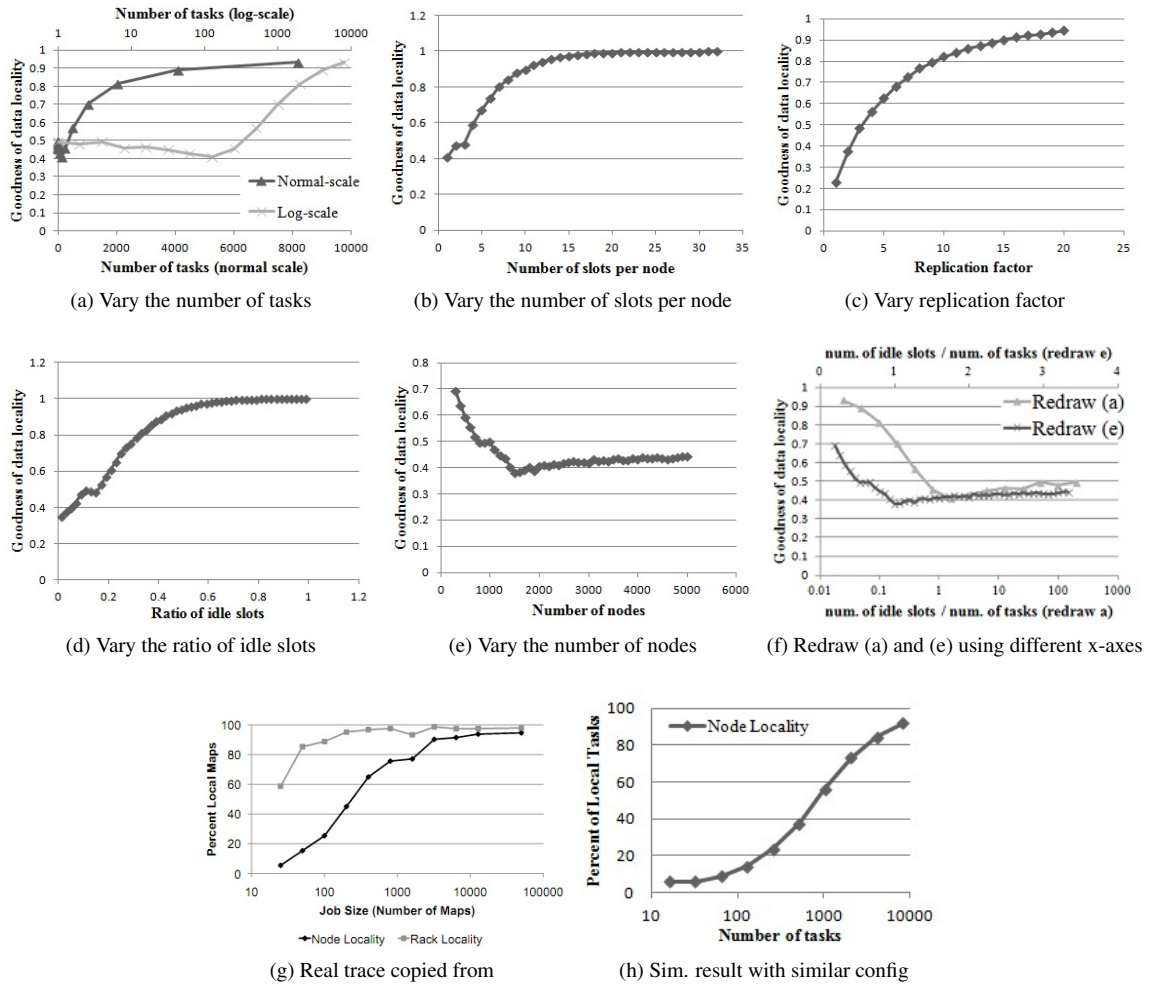 Number of tasks (log-scale)
1 10 100 1000 10000
Goodness of data locality
1
0.9
0.8
0.7
0.6
0.5
0.4
0.3
0.2
0.1
0
Normal-scale
Log-scale
0 2000 4000 6000 8000 10000
Number of tasks (normal scale)
(a) Vary the number of tasks
Goodness of data locality
1.2
1
0.8
0.6
0.4
0.2
0
0 5 10 15 20 25 30 35
Number of slots per node
(b) Vary the number of slots per node
Goodness of data locality
1
0.9
0.8
0.7
0.6
0.5
0.4
0.3
0.2
0.1
0
0 5 10 15 20 25
Replication factor
(c) Vary replication factor
Goodness of data locality
1.2
1
0.8
0.6
0.4
0.2
0
0 0.2 0.4 0.6 0.8 1 1.2
Ratio of idle slots
(d) Vary the ratio of idle slots
Goodness of data locality
0.8
0.7
0.6
0.5
0.4
0.3
0.2
0.1
0
0 1000 2000 3000 4000 5000 6000
Number of nodes
(e) Vary the number of nodes
num. of idle slots / num. of tasks (redraw e)
0 1 2 3 4
Goodness of data locality
1
0.9
0.8
0.7
0.6
0.5
0.4
0.3
0.2
0.1
0
Redraw (a)
Redraw (e)
0.01 0.1 1 10 100 1000
num. of idle slots / num. of tasks (redraw a)
(f) Redraw (a) and (e) using different x-axes
Percent Local Maps
100
80
60
40
20
0
10 100 1000 10000 100000
Job Size (Number of Maps)
Node Locality Rack Locality
(g) Real trace copied from
Percent of Local Tasks
100
80
60
40
20
0
Node Locality
10 100 1000 10000
Number of tasks
(h) Sim. result with similar config